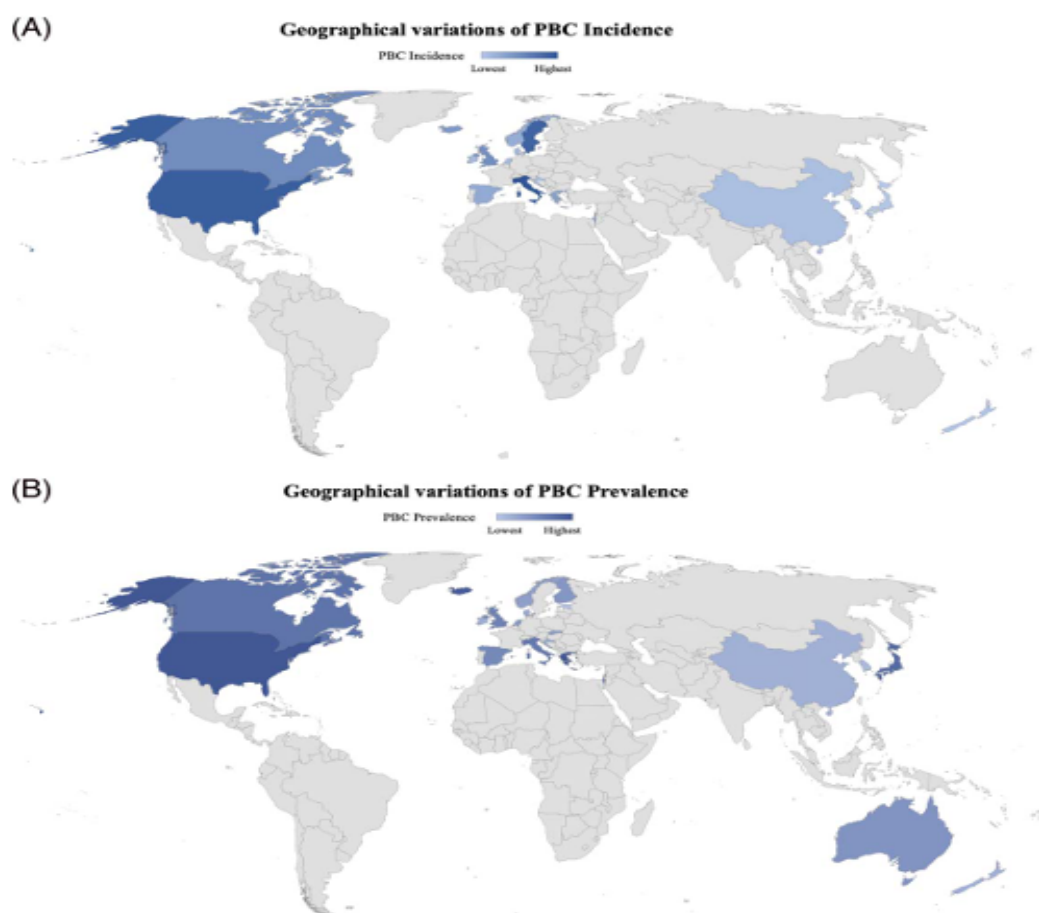 (A)
Geographical variations of PBC Incidence
PBC Incidence
Lowest Highest
(B)
Geographical variations of PBC Prevalence
PBC Prevalence
Lowest Highest